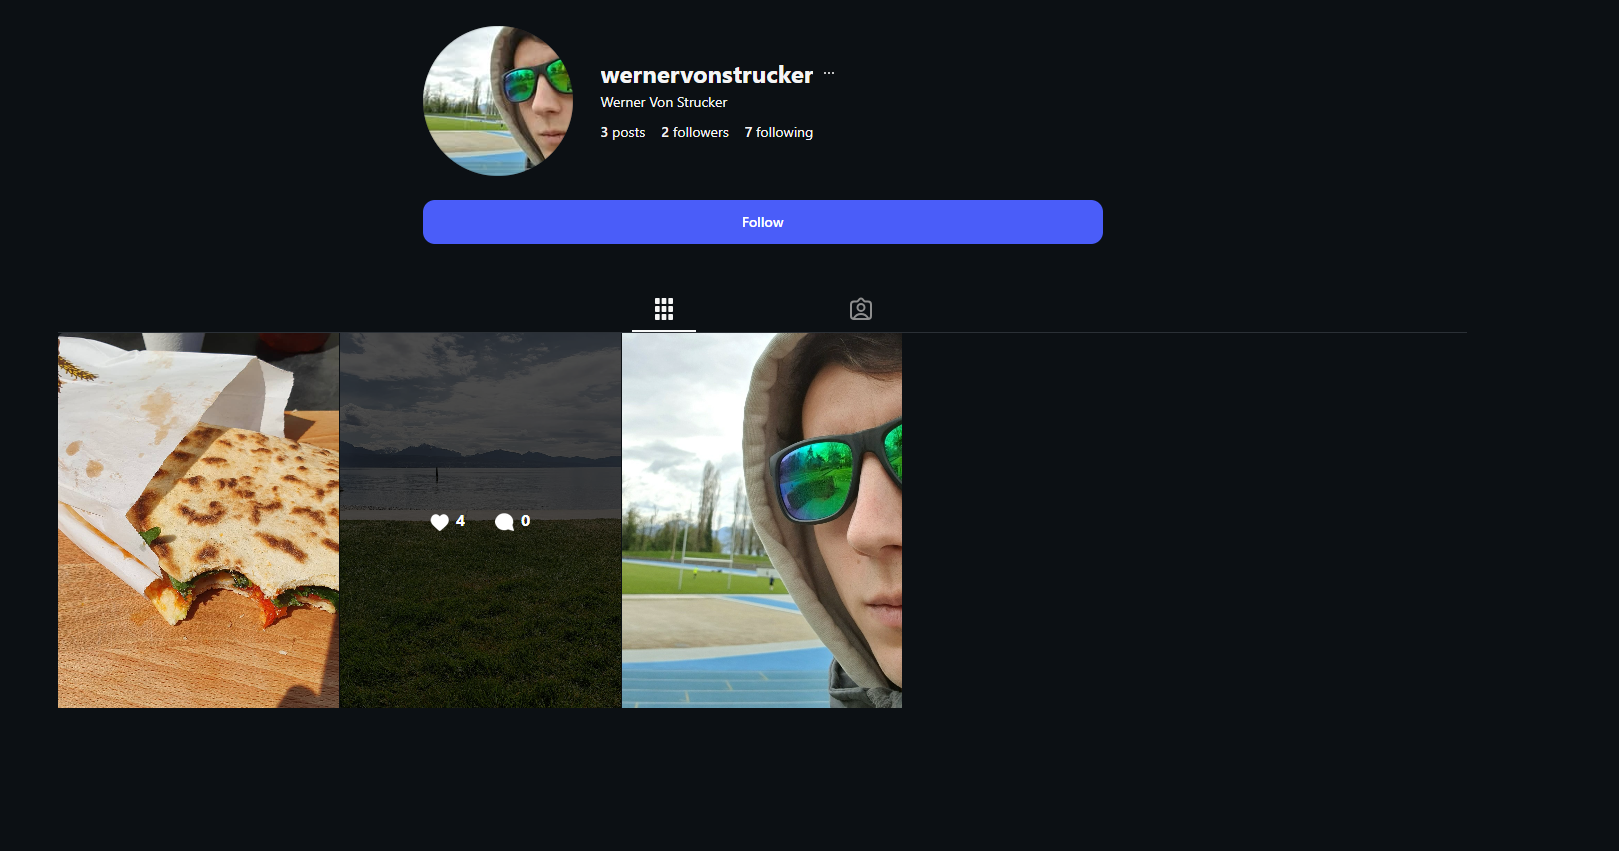 wernervonstrucker ...
Werner Von Strucker
3 posts 2 followers 7 following
Follow
4 0